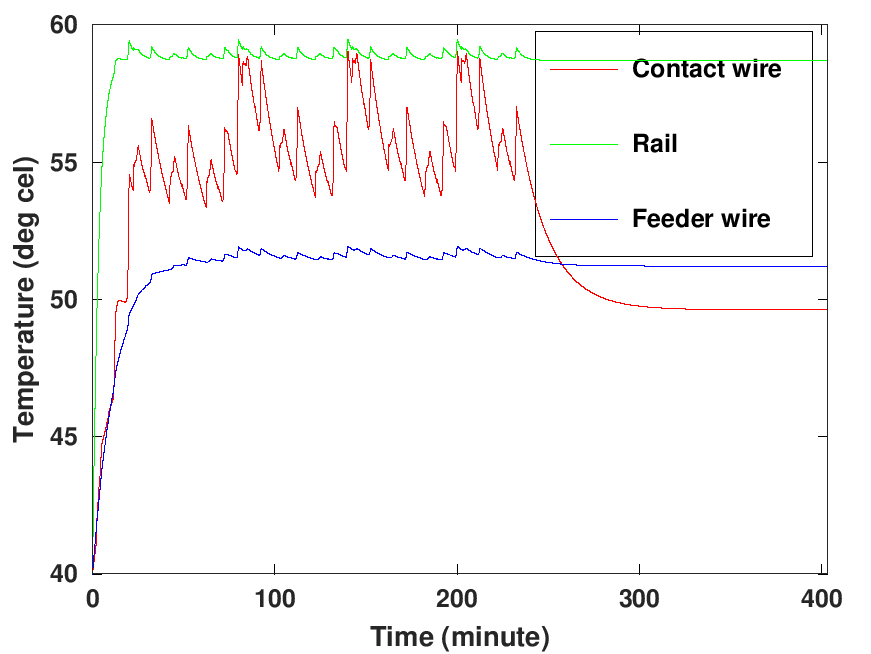 60
55
50
45
40
Temperature (deg cel)
Contact wire
Rail
Feeder wire
0 100 200 300 400
Time (minute)